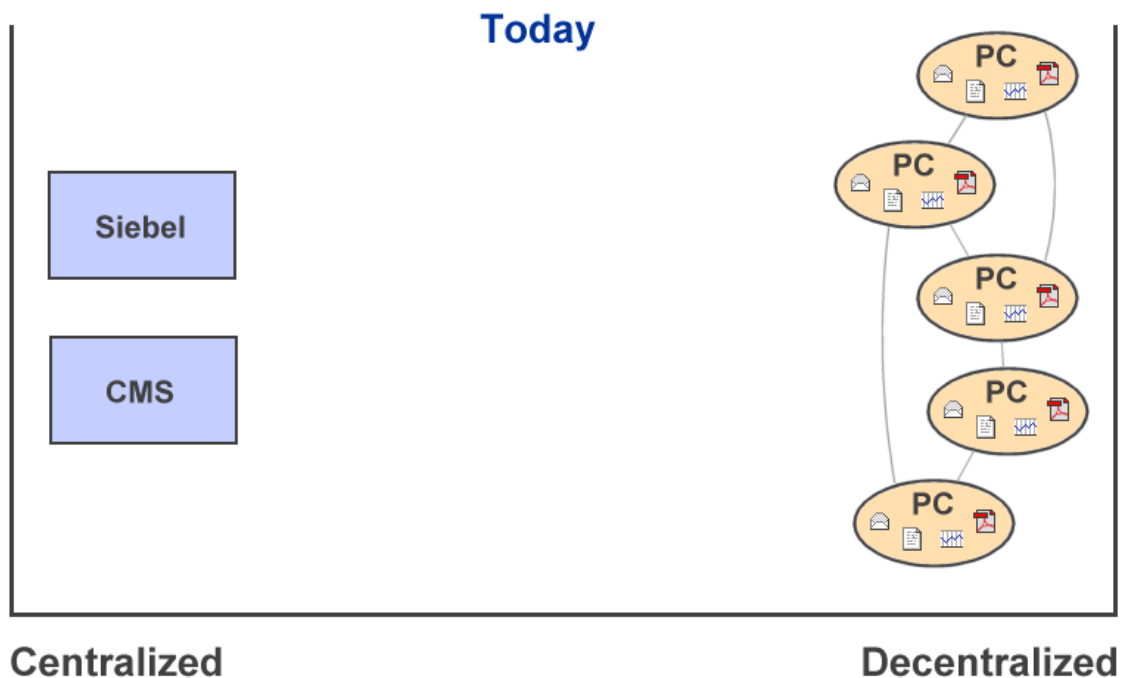 Today
PC
PC
Siebel
PC
CMS
PC
PC
Centralized
Decentralized